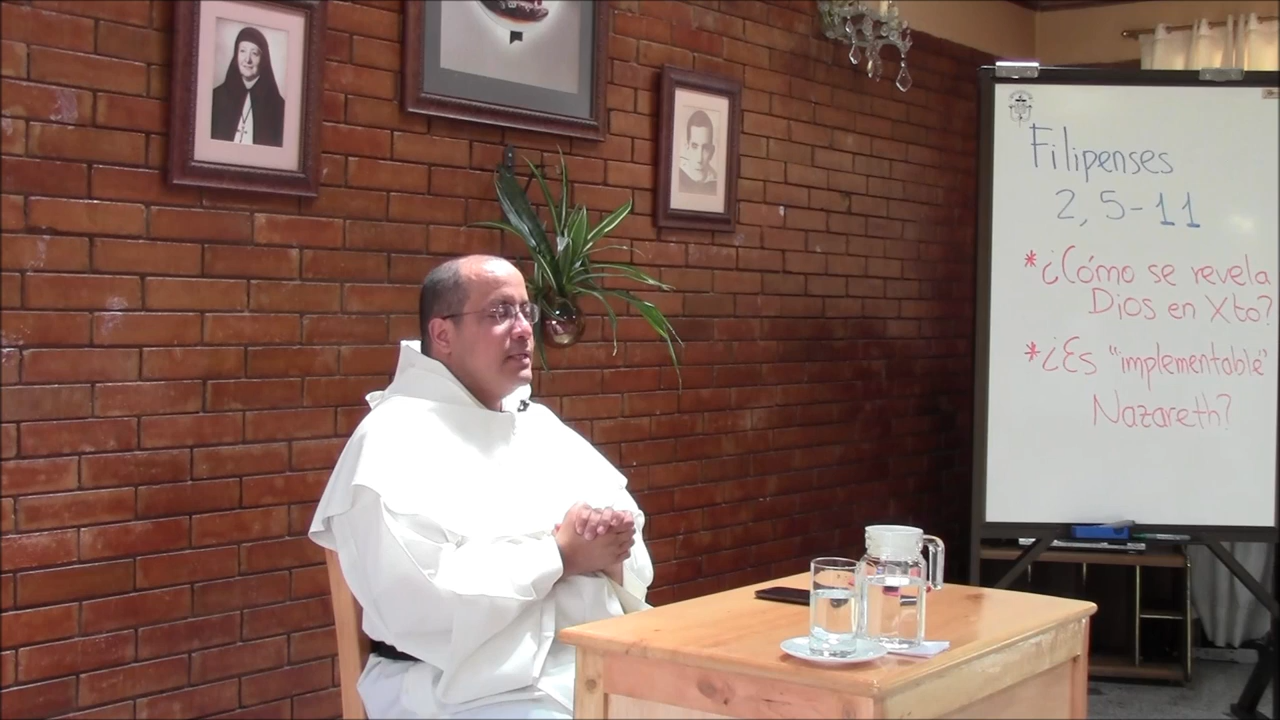 Filipenses
2, 5-11
*¿Cómo se revela
Dios en Xto?
*¿Es "implementable"
Nazareth?